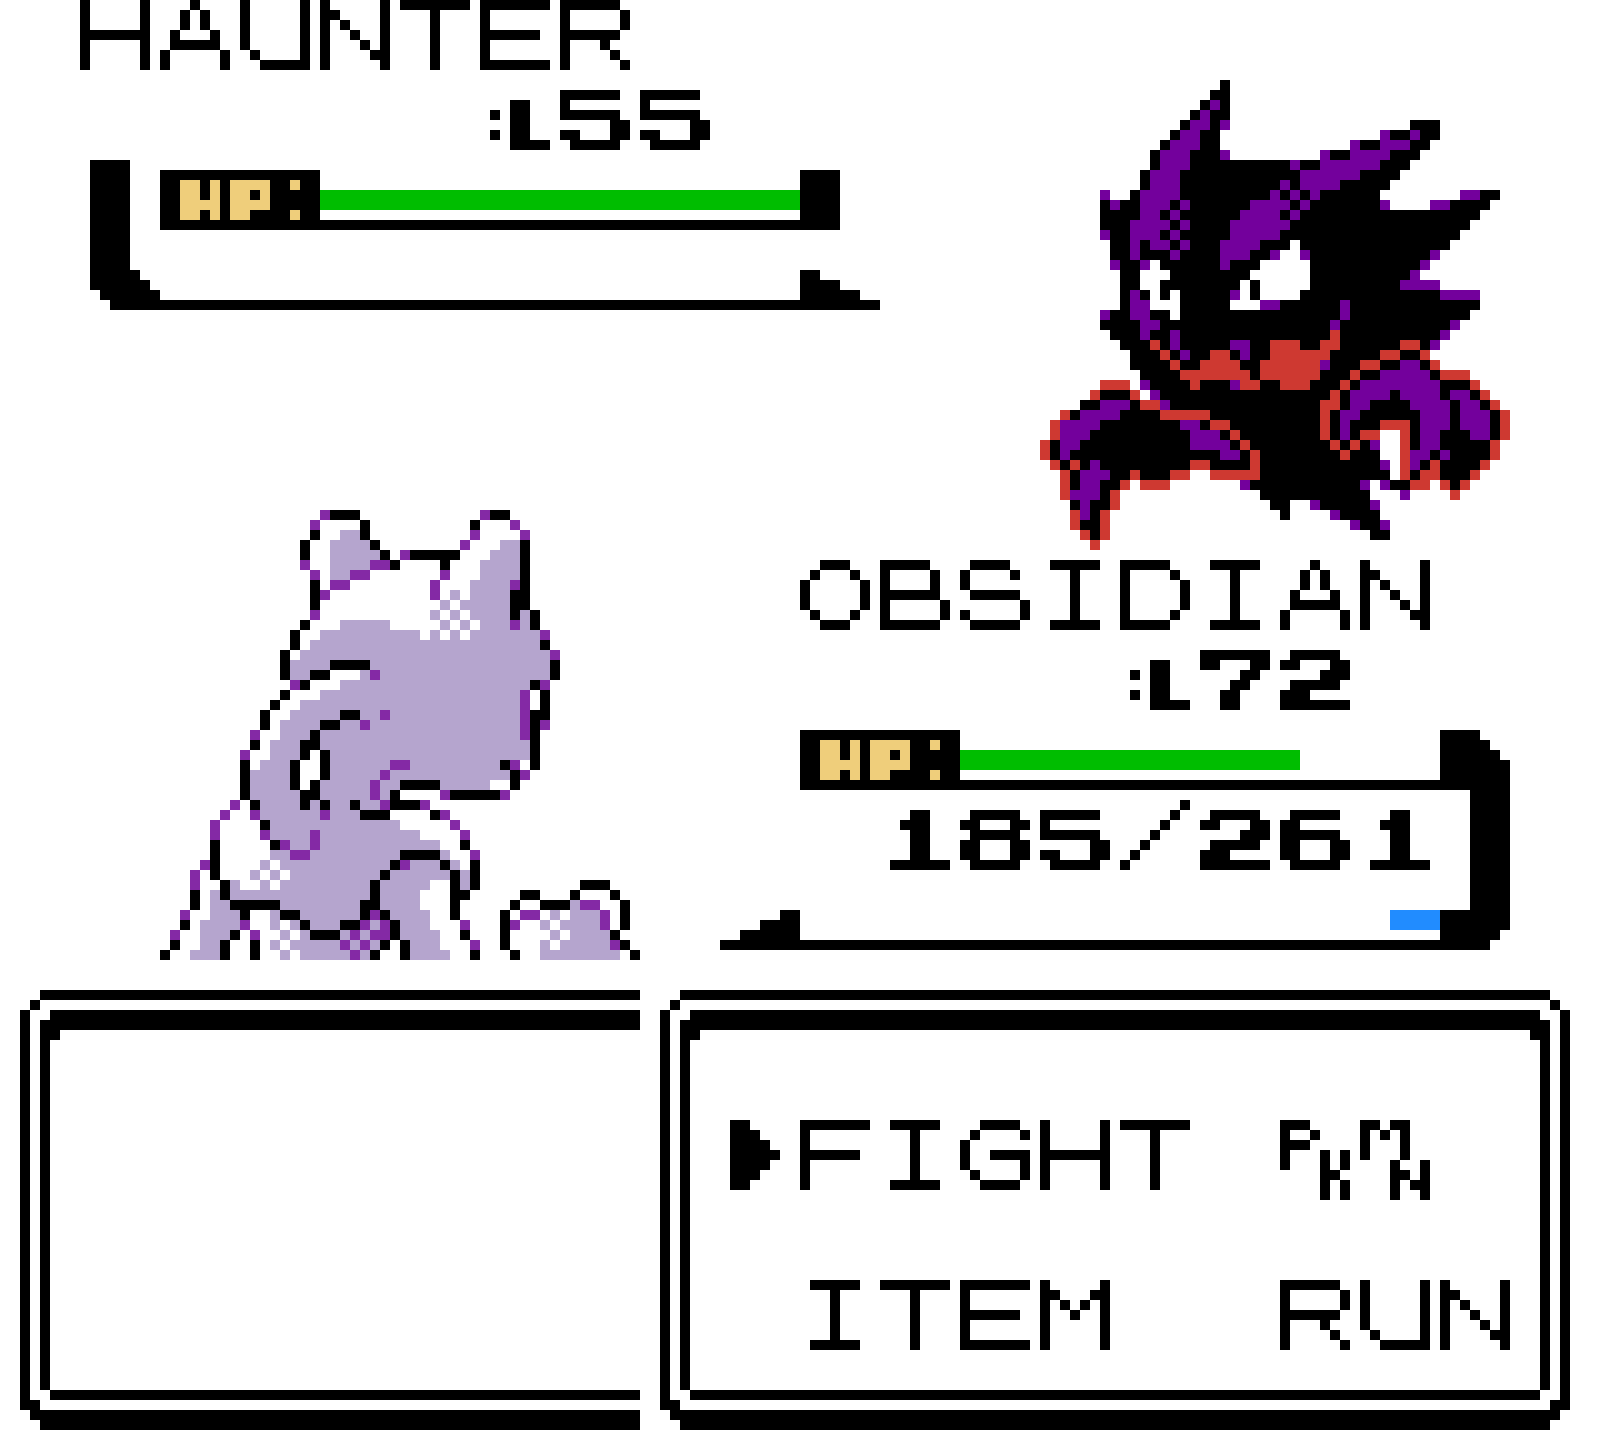 HAUNTER
:L55
HP:
OBSIDIAN
:L72
HP:
185/261
FIGHT PKMN
ITEM RUN